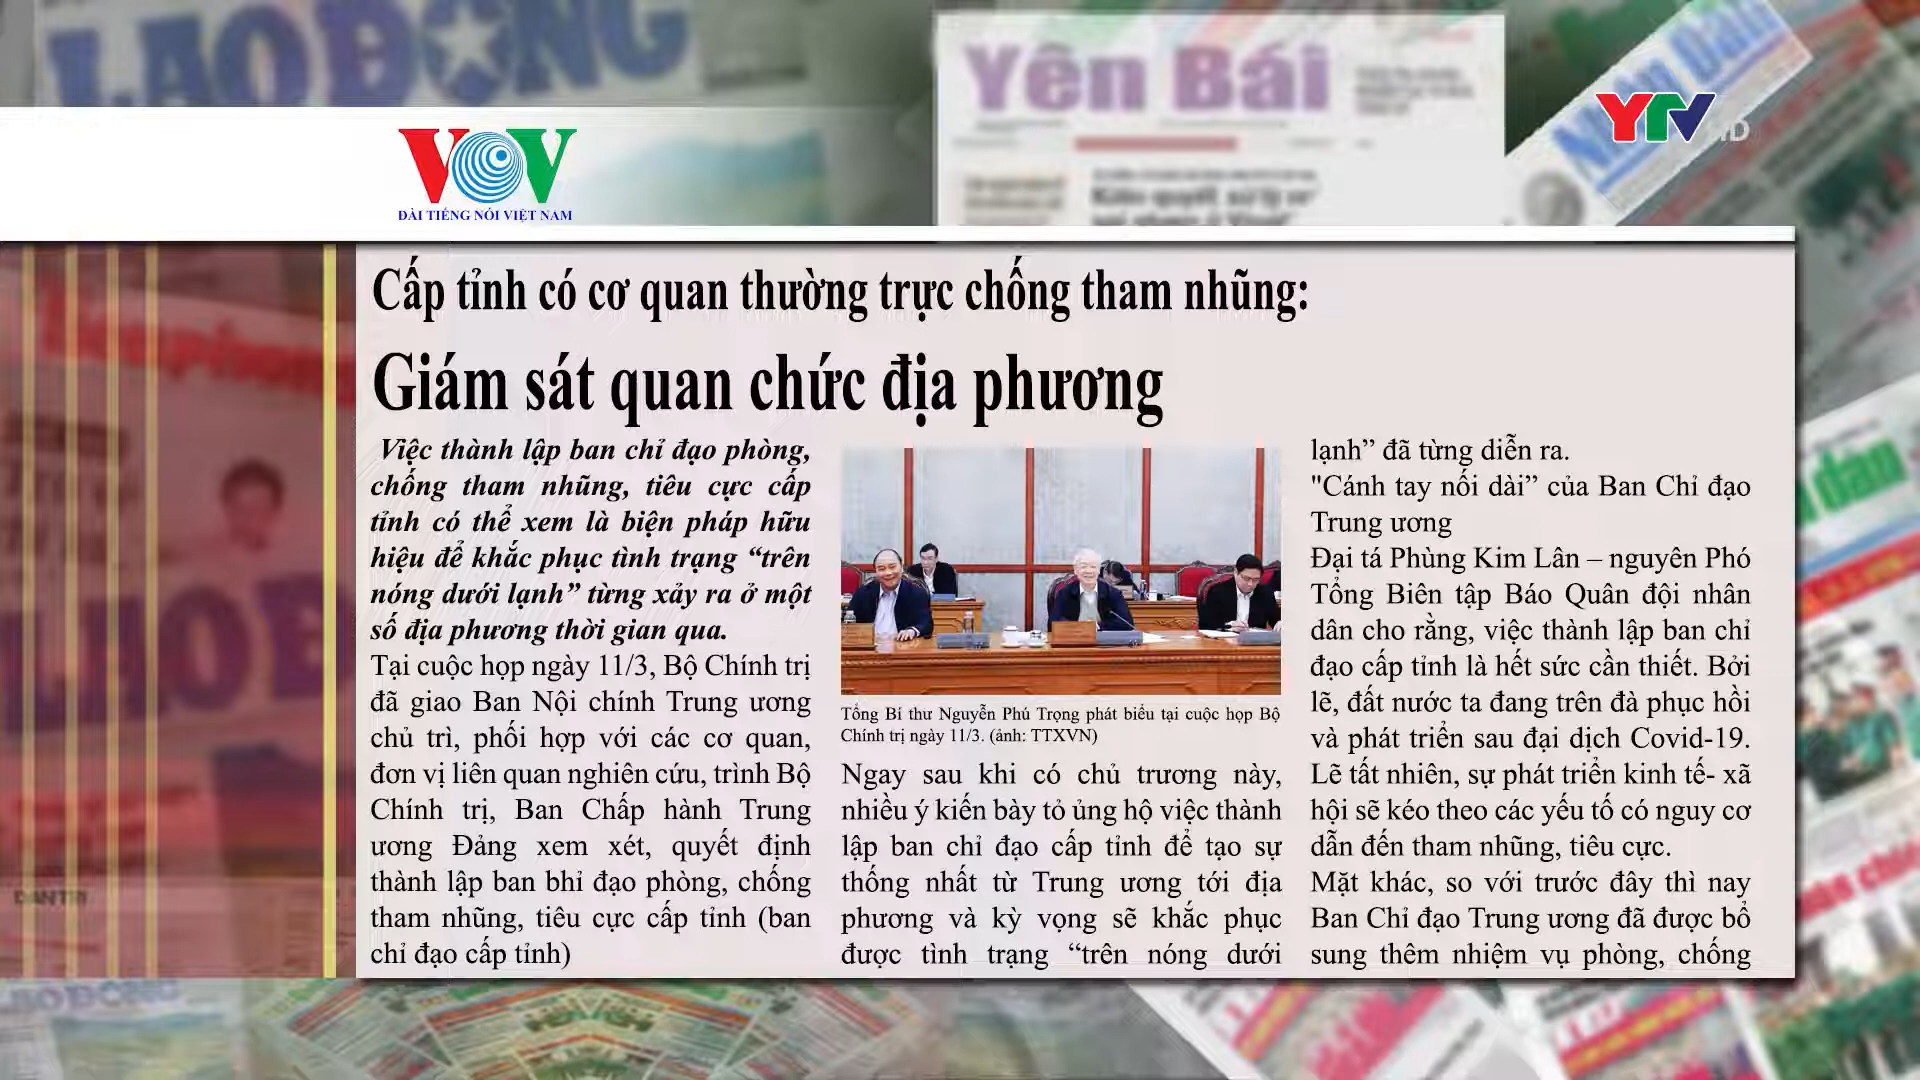 LAO ĐỘNG
Yên Bái
Nhân Dân
YTV HD
VOV
ĐÀI TIẾNG NÓI VIỆT NAM
Cấp tỉnh có cơ quan thường trực chống tham nhũng:
Giám sát quan chức địa phương
Việc thành lập ban chỉ đạo phòng,
chống tham nhũng, tiêu cực cấp
tỉnh có thể xem là biện pháp hữu
hiệu để khắc phục tình trạng “trên
nóng dưới lạnh” từng xảy ra ở một
số địa phương thời gian qua.
Tại cuộc họp ngày 11/3, Bộ Chính trị
đã giao Ban Nội chính Trung ương
chủ trì, phối hợp với các cơ quan,
đơn vị liên quan nghiên cứu, trình Bộ
Chính trị, Ban Chấp hành Trung
ương Đảng xem xét, quyết định
thành lập ban bhỉ đạo phòng, chống
tham nhũng, tiêu cực cấp tỉnh (ban
chỉ đạo cấp tỉnh)
Tổng Bí thư Nguyễn Phú Trọng phát biểu tại cuộc họp Bộ
Chính trị ngày 11/3. (ảnh: TTXVN)
Ngay sau khi có chủ trương này,
nhiều ý kiến bày tỏ ủng hộ việc thành
lập ban chỉ đạo cấp tỉnh để tạo sự
thống nhất từ Trung ương tới địa
phương và kỳ vọng sẽ khắc phục
được tình trạng “trên nóng dưới
lạnh” đã từng diễn ra.
"Cánh tay nối dài” của Ban Chỉ đạo
Trung ương
Đại tá Phùng Kim Lân – nguyên Phó
Tổng Biên tập Báo Quân đội nhân
dân cho rằng, việc thành lập ban chỉ
đạo cấp tỉnh là hết sức cần thiết. Bởi
lẽ, đất nước ta đang trên đà phục hồi
và phát triển sau đại dịch Covid-19.
Lẽ tất nhiên, sự phát triển kinh tế- xã
hội sẽ kéo theo các yếu tố có nguy cơ
dẫn đến tham nhũng, tiêu cực.
Mặt khác, so với trước đây thì nay
Ban Chỉ đạo Trung ương đã được bổ
sung thêm nhiệm vụ phòng, chống